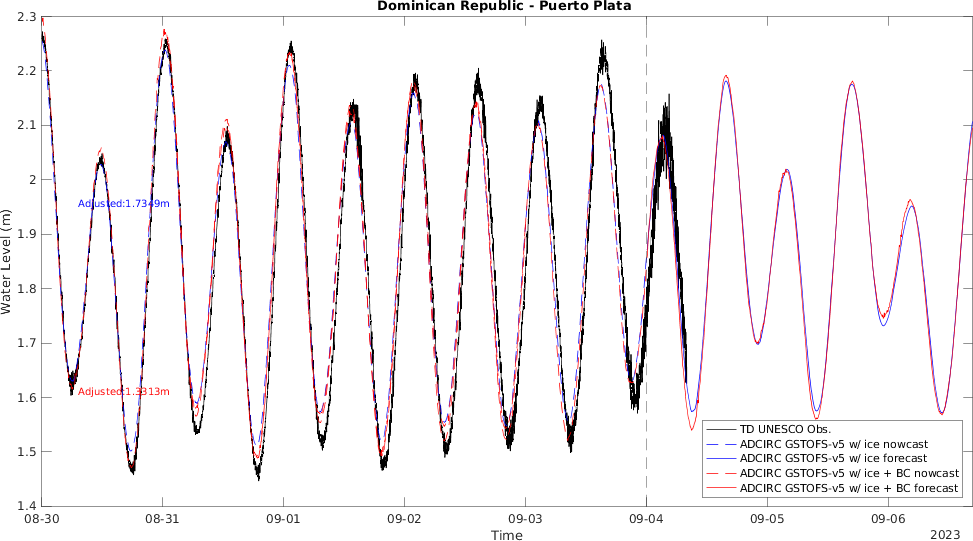 Dominican Republic - Puerto Plata
2.3
2.2
2.1
2
1.9
1.8
1.7
1.6
1.5
1.4
Water Level (m)
Adjusted:1.7349m
Adjusted:1.3313m
TD UNESCO Obs.
ADCIRC GSTOFS-v5 w/ ice nowcast
ADCIRC GSTOFS-v5 w/ ice forecast
ADCIRC GSTOFS-v5 w/ ice + BC nowcast
ADCIRC GSTOFS-v5 w/ ice + BC forecast
08-30 08-31 09-01 09-02 09-03 09-04 09-05 09-06
Time
2023